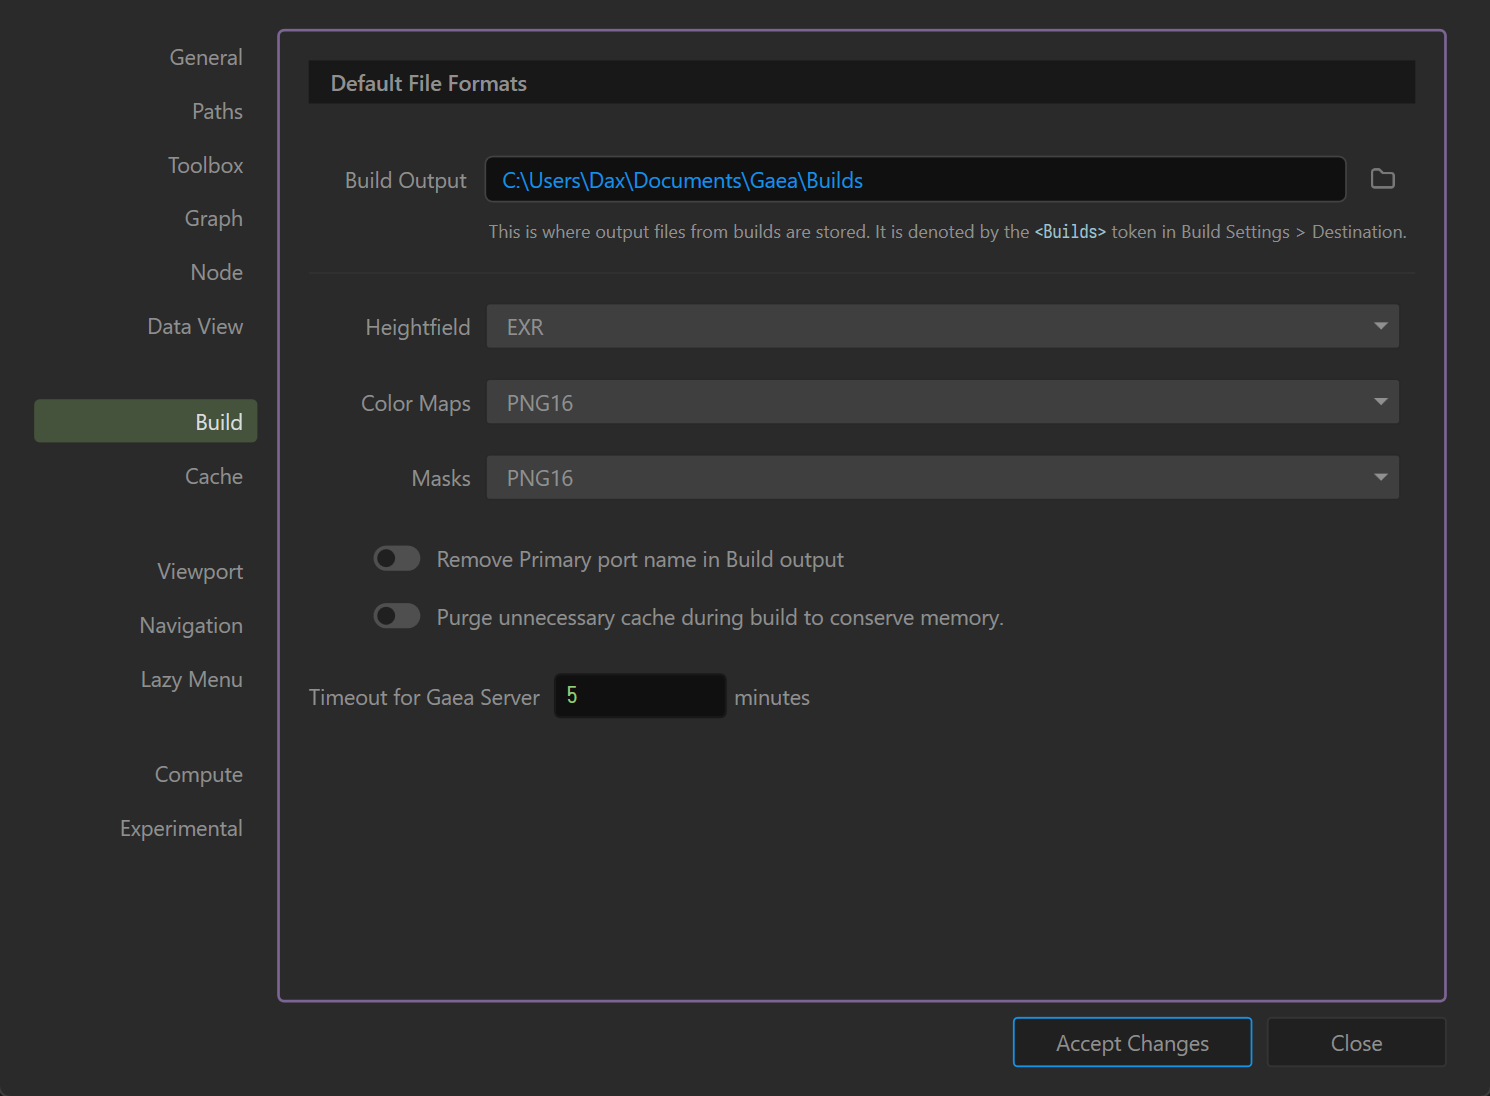 General
Paths
Toolbox
Graph
Node
Data View
Build
Cache
Viewport
Navigation
Lazy Menu
Compute
Experimental
Default File Formats
Build Output C:\Users\Dax\Documents\Gaea\Builds
This is where output files from builds are stored. It is denoted by the <Builds> token in Build Settings > Destination.
Heightfield EXR
Color Maps PNG16
Masks PNG16
Remove Primary port name in Build output
Purge unnecessary cache during build to conserve memory.
Timeout for Gaea Server 5 minutes
Accept Changes Close